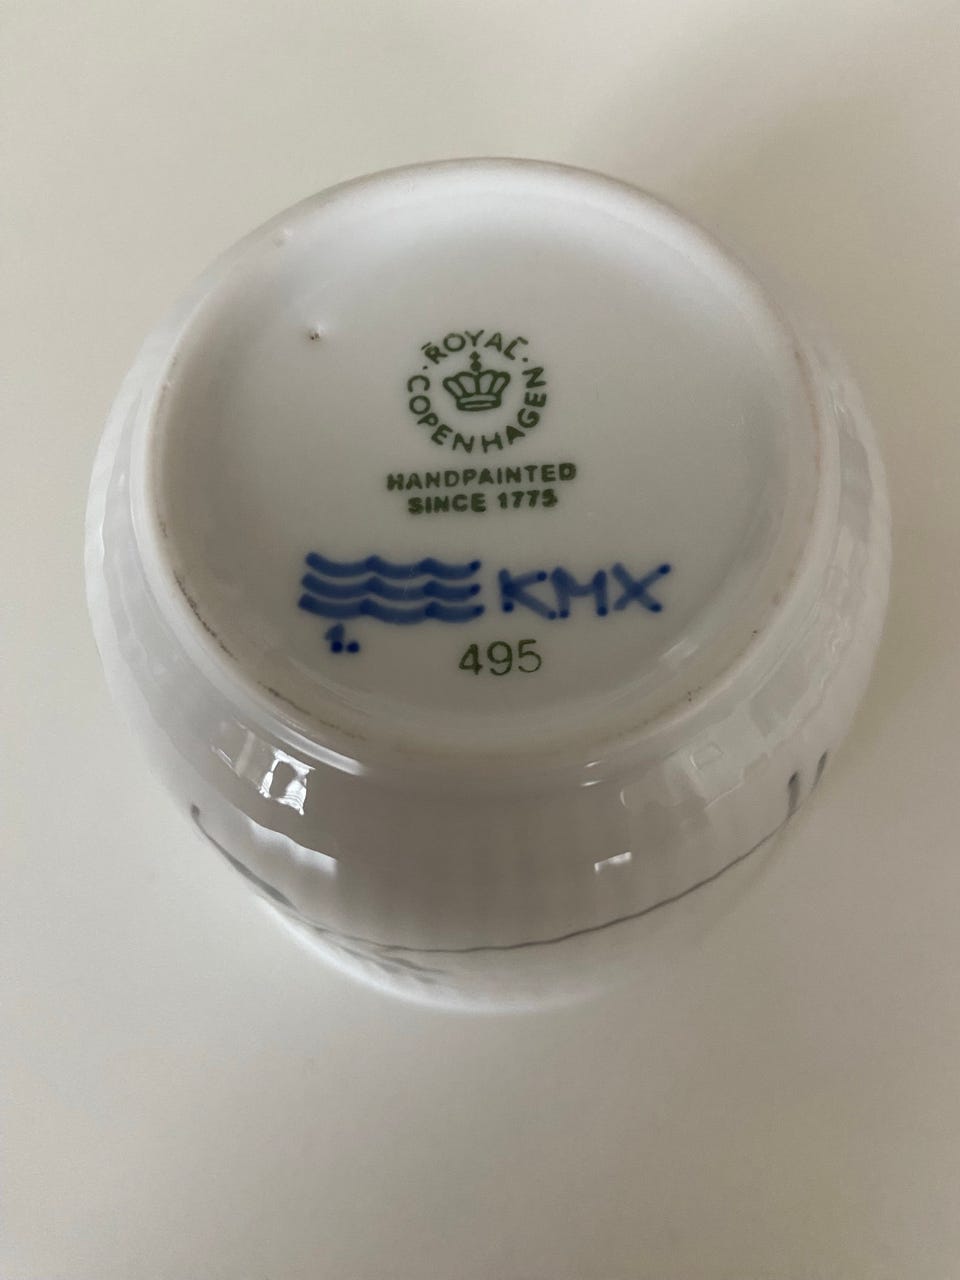 ROYAL
COPENHAGEN
HANDPAINTED
SINCE 1775
KMX
1.
495